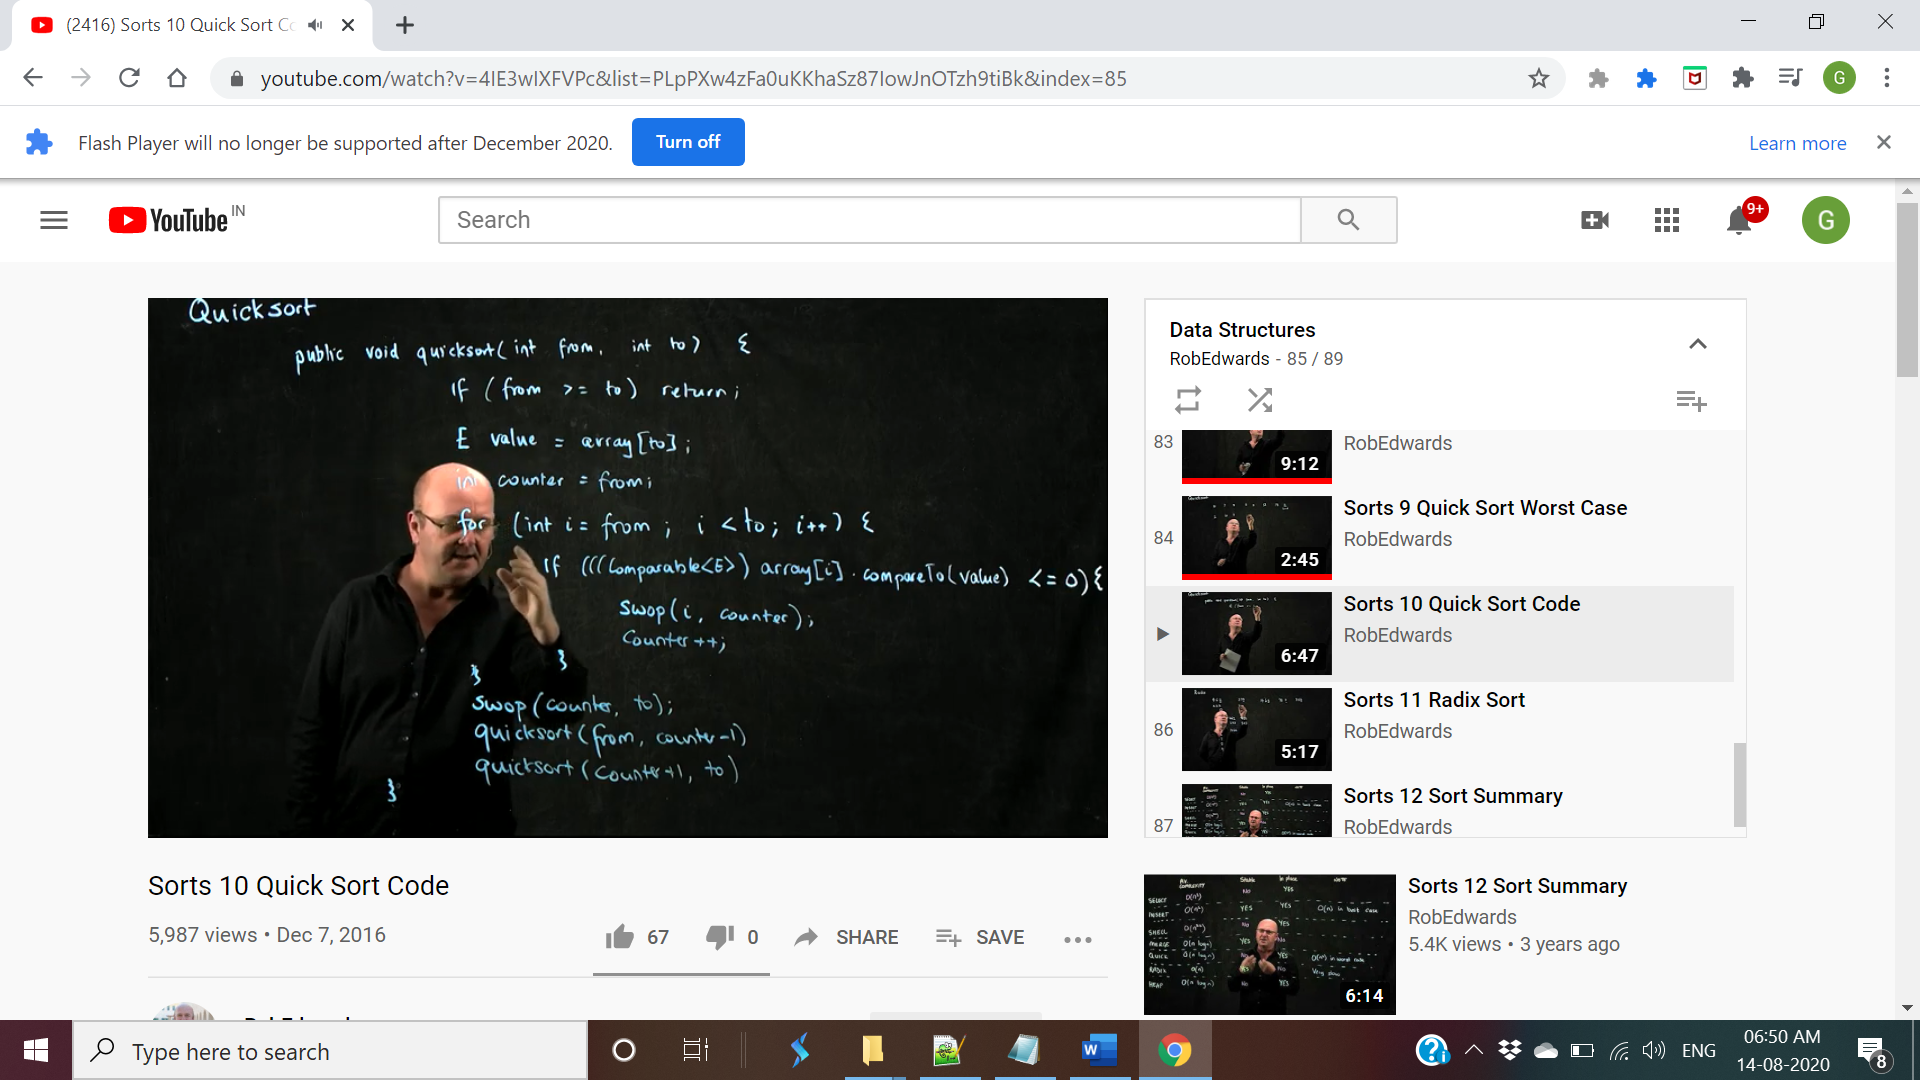 (2416) Sorts 10 Quick Sort Co
youtube.com/watch?v=4IE3wIXFVPc&list=PLpPXw4zFa0uKKhaSz87IowJnOTzh9tiBk&index=85
G
Flash Player will no longer be supported after December 2020.
Turn off
Learn more
YouTube IN
Search
9+
G
Quicksort
public void quicksort(int from, int to) {
if (from >= to) return;
E value = array[to];
int counter = from;
for (int i = from ; i < to; i++) {
if (((Comparable<E>) array[i].compareTo(value) <= 0){
Swop(i, counter);
Counter++;
}
}
Swop(counter, to);
quicksort(from, counter-1)
quicksort(counter+1, to)
}
Data Structures
RobEdwards - 85 / 89
83
9:12
RobEdwards
84
2:45
Sorts 9 Quick Sort Worst Case
RobEdwards
6:47
Sorts 10 Quick Sort Code
RobEdwards
86
5:17
Sorts 11 Radix Sort
RobEdwards
87
Sorts 12 Sort Summary
RobEdwards
Sorts 10 Quick Sort Code
5,987 views • Dec 7, 2016
67
0
SHARE
SAVE
6:14
Sorts 12 Sort Summary
RobEdwards
5.4K views • 3 years ago
Type here to search
W
ENG
06:50 AM
14-08-2020
8